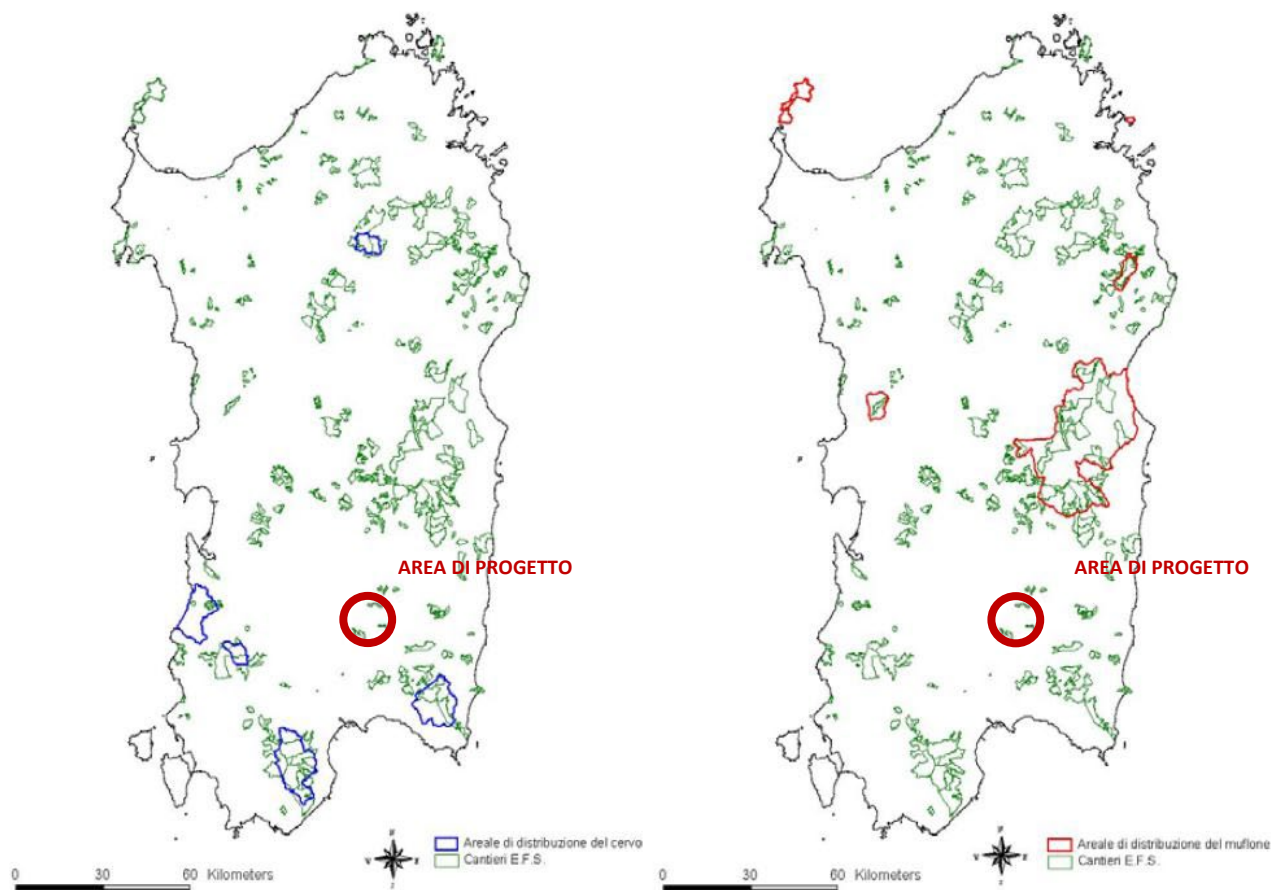 AREA DI PROGETTO
Areale di distribuzione del cervo
Cantieri E.F.S.
0 30 60 Kilometers
AREA DI PROGETTO
Areale di distribuzione del muflone
Cantieri E.F.S.
0 30 60 Kilometers